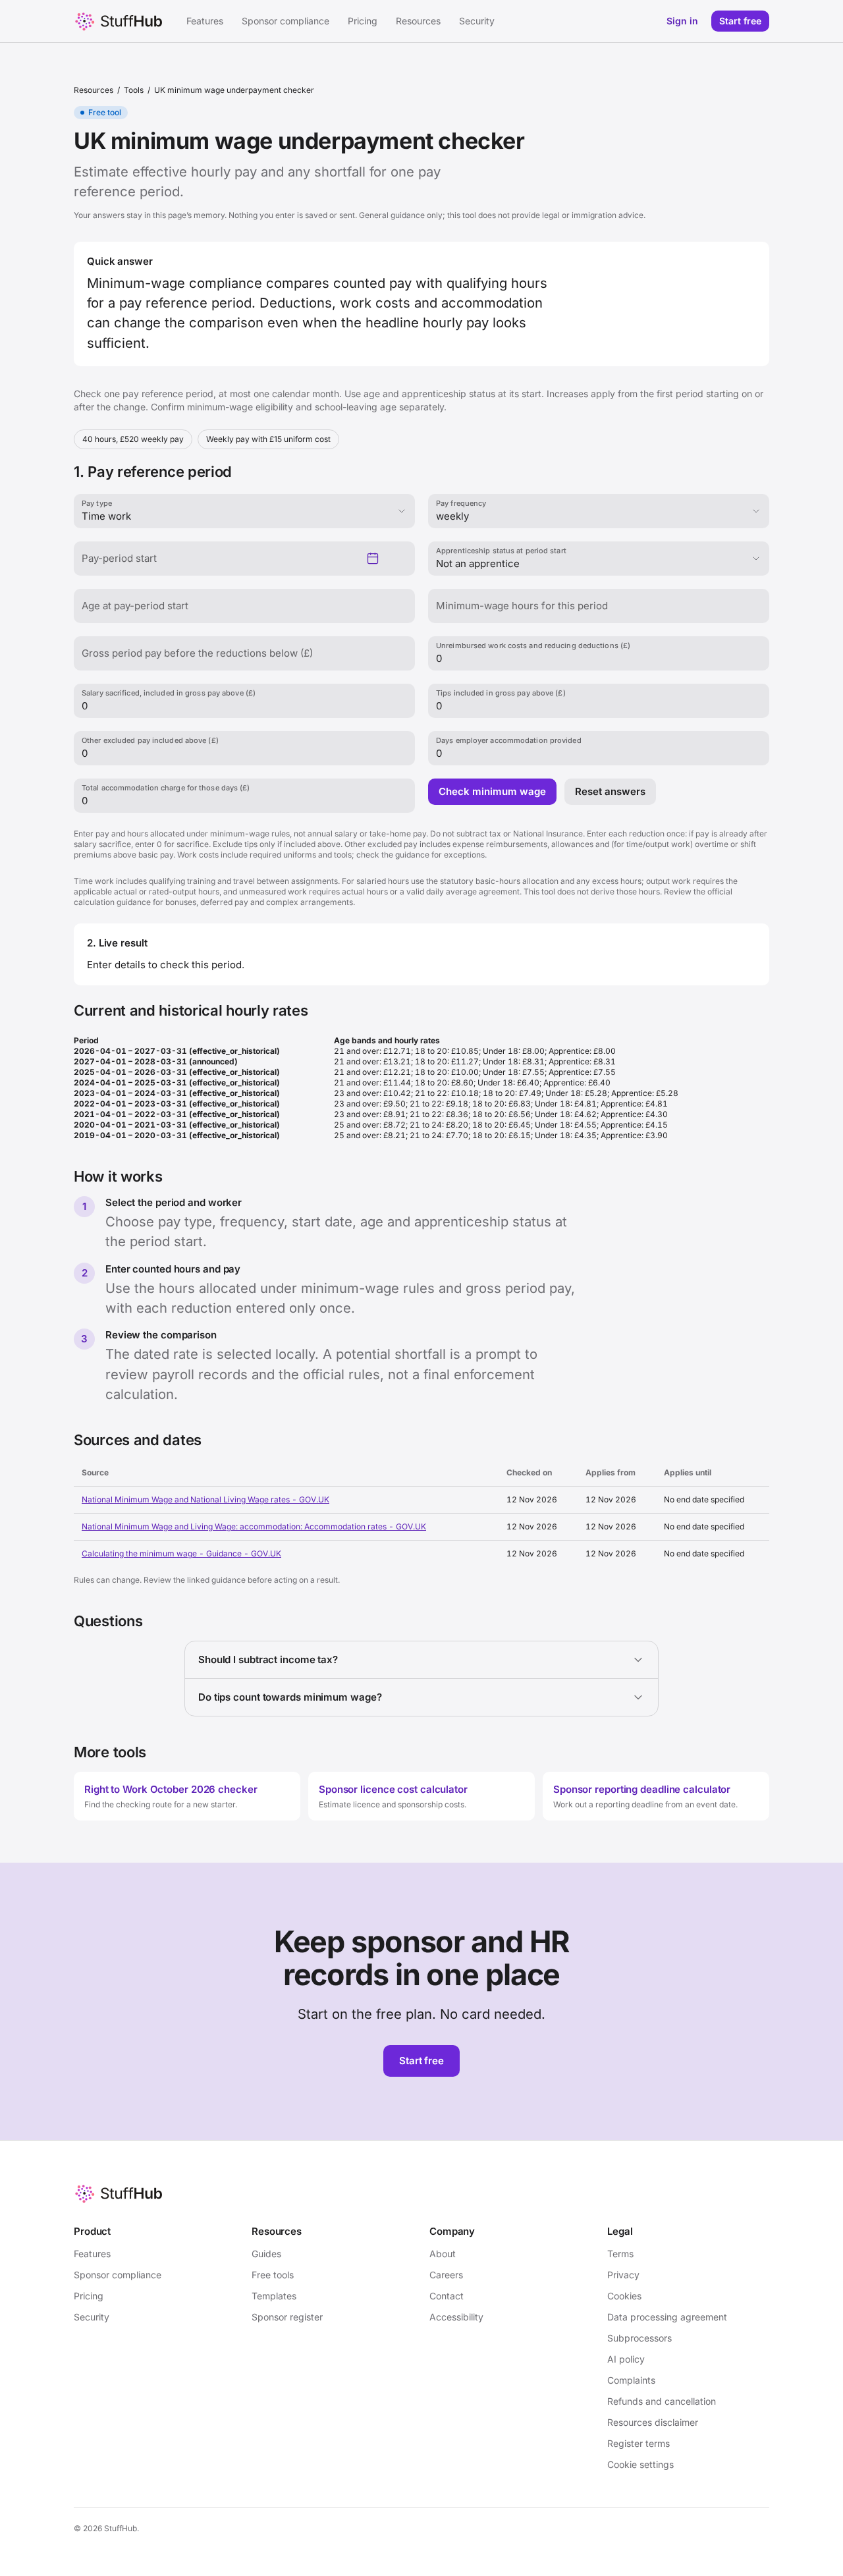 StuffHub
Features
Sponsor compliance
Pricing
Resources
Security
Sign in
Start free
Resources / Tools / UK minimum wage underpayment checker
Free tool
UK minimum wage underpayment checker
Estimate effective hourly pay and any shortfall for one pay
reference period.
Your answers stay in this page's memory. Nothing you enter is saved or sent. General guidance only; this tool does not provide legal or immigration advice.
Quick answer
Minimum-wage compliance compares counted pay with qualifying hours
for a pay reference period. Deductions, work costs and accommodation
can change the comparison even when the headline hourly pay looks
sufficient.
Check one pay reference period, at most one calendar month. Use age and apprenticeship status at its start. Increases apply from the first period starting on or
after the change. Confirm minimum-wage eligibility and school-leaving age separately.
40 hours, £520 weekly pay
Weekly pay with £15 uniform cost
1. Pay reference period
Pay type
Time work
Pay frequency
weekly
Pay-period start
Apprenticeship status at period start
Not an apprentice
Age at pay-period start
Minimum-wage hours for this period
Gross period pay before the reductions below (£)
Unreimbursed work costs and reducing deductions (£)
0
Salary sacrificed, included in gross pay above (£)
0
Tips included in gross pay above (£)
0
Other excluded pay included above (£)
0
Days employer accommodation provided
0
Total accommodation charge for those days (£)
0
Check minimum wage
Reset answers
Enter pay and hours allocated under minimum-wage rules, not annual salary or take-home pay. Do not subtract tax or National Insurance. Enter each reduction once: if pay is already after
salary sacrifice, enter 0 for sacrifice. Exclude tips only if included above. Other excluded pay includes expense reimbursements, allowances and (for time/output work) overtime or shift
premiums above basic pay. Work costs include required uniforms and tools; check the guidance for exceptions.
Time work includes qualifying training and travel between assignments. For salaried hours use the statutory basic-hours allocation and any excess hours; output work requires the
applicable actual or rated-output hours, and unmeasured work requires actual hours or a valid daily average agreement. This tool does not derive those hours. Review the official
calculation guidance for bonuses, deferred pay and complex arrangements.
2. Live result
Enter details to check this period.
Current and historical hourly rates
Period
Age bands and hourly rates
2026-04-01 – 2027-03-31 (effective_or_historical)
21 and over: £12.71; 18 to 20: £10.85; Under 18: £8.00; Apprentice: £8.00
2027-04-01 – 2028-03-31 (announced)
21 and over: £13.21; 18 to 20: £11.27; Under 18: £8.31; Apprentice: £8.31
2025-04-01 – 2026-03-31 (effective_or_historical)
21 and over: £12.21; 18 to 20: £10.00; Under 18: £7.55; Apprentice: £7.55
2024-04-01 – 2025-03-31 (effective_or_historical)
21 and over: £11.44; 18 to 20: £8.60; Under 18: £6.40; Apprentice: £6.40
2023-04-01 – 2024-03-31 (effective_or_historical)
23 and over: £10.42; 21 to 22: £10.18; 18 to 20: £7.49; Under 18: £5.28; Apprentice: £5.28
2022-04-01 – 2023-03-31 (effective_or_historical)
23 and over: £9.50; 21 to 22: £9.18; 18 to 20: £6.83; Under 18: £4.81; Apprentice: £4.81
2021-04-01 – 2022-03-31 (effective_or_historical)
23 and over: £8.91; 21 to 22: £8.36; 18 to 20: £6.56; Under 18: £4.62; Apprentice: £4.30
2020-04-01 – 2021-03-31 (effective_or_historical)
25 and over: £8.72; 21 to 24: £8.20; 18 to 20: £6.45; Under 18: £4.55; Apprentice: £4.15
2019-04-01 – 2020-03-31 (effective_or_historical)
25 and over: £8.21; 21 to 24: £7.70; 18 to 20: £6.15; Under 18: £4.35; Apprentice: £3.90
How it works
1
Select the period and worker
Choose pay type, frequency, start date, age and apprenticeship status at
the period start.
2
Enter counted hours and pay
Use the hours allocated under minimum-wage rules and gross period pay,
with each reduction entered only once.
3
Review the comparison
The dated rate is selected locally. A potential shortfall is a prompt to
review payroll records and the official rules, not a final enforcement
calculation.
Sources and dates
Source
Checked on
Applies from
Applies until
National Minimum Wage and National Living Wage rates - GOV.UK
12 Nov 2026
12 Nov 2026
No end date specified
National Minimum Wage and Living Wage: accommodation: Accommodation rates - GOV.UK
12 Nov 2026
12 Nov 2026
No end date specified
Calculating the minimum wage - Guidance - GOV.UK
12 Nov 2026
12 Nov 2026
No end date specified
Rules can change. Review the linked guidance before acting on a result.
Questions
Should I subtract income tax?
Do tips count towards minimum wage?
More tools
Right to Work October 2026 checker
Find the checking route for a new starter.
Sponsor licence cost calculator
Estimate licence and sponsorship costs.
Sponsor reporting deadline calculator
Work out a reporting deadline from an event date.
Keep sponsor and HR
records in one place
Start on the free plan. No card needed.
Start free
StuffHub
Product
Features
Sponsor compliance
Pricing
Security
Resources
Guides
Free tools
Templates
Sponsor register
Company
About
Careers
Contact
Accessibility
Legal
Terms
Privacy
Cookies
Data processing agreement
Subprocessors
AI policy
Complaints
Refunds and cancellation
Resources disclaimer
Register terms
Cookie settings
© 2026 StuffHub.